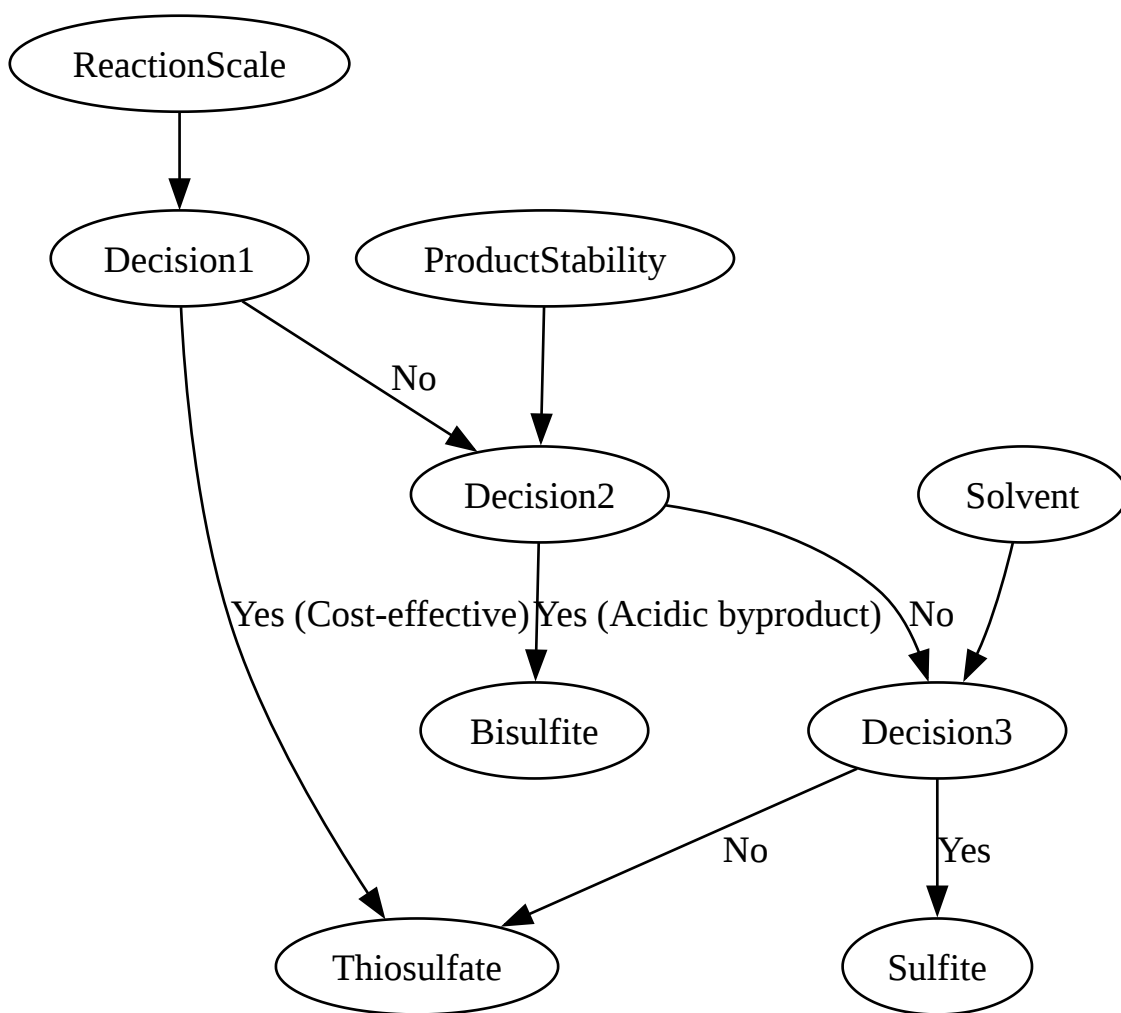 ReactionScale
Decision1
ProductStability
No
Decision2
Solvent
Yes (Cost-effective)
Yes (Acidic byproduct)
No
Bisulfite
Decision3
No
Yes
Thiosulfate
Sulfite